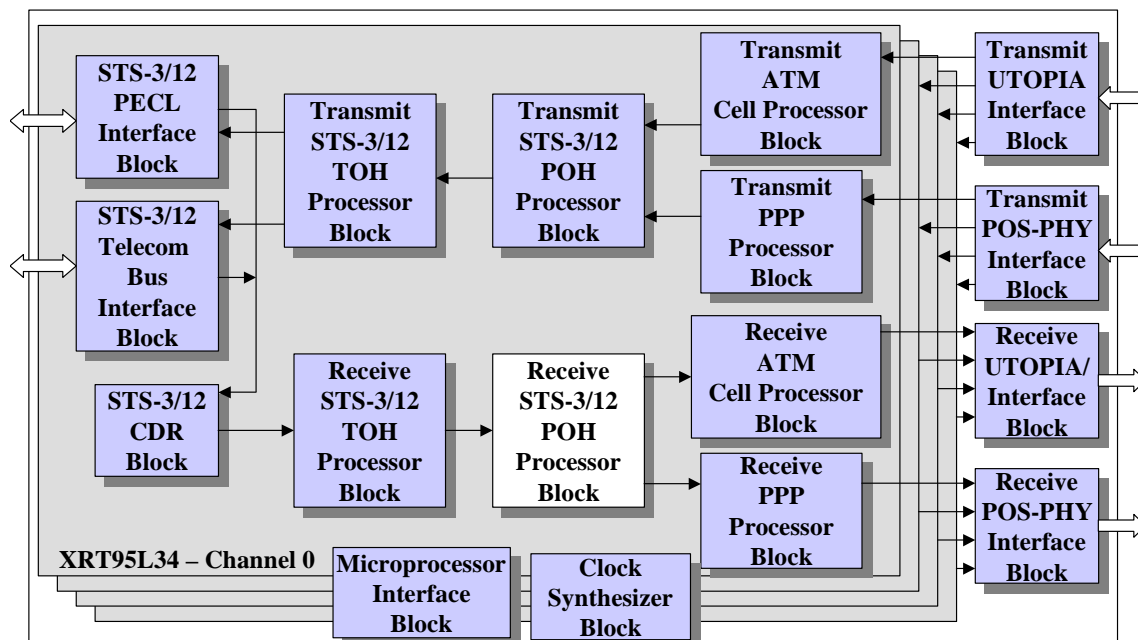 STS-3/12
PECL
Interface
Block
Transmit
STS-3/12
TOH
Processor
Block
Transmit
STS-3/12
POH
Processor
Block
Transmit
ATM
Cell Processor
Block
Transmit
UTOPIA
Interface
Block
STS-3/12
Telecom
Bus
Interface
Block
Transmit
PPP
Processor
Block
Transmit
POS-PHY
Interface
Block
STS-3/12
CDR
Block
Receive
STS-3/12
TOH
Processor
Block
Receive
STS-3/12
POH
Processor
Block
Receive
ATM
Cell Processor
Block
Receive
UTOPIA/
Interface
Block
Receive
PPP
Processor
Block
Receive
POS-PHY
Interface
Block
XRT95L34 – Channel 0
Microprocessor
Interface
Block
Clock
Synthesizer
Block